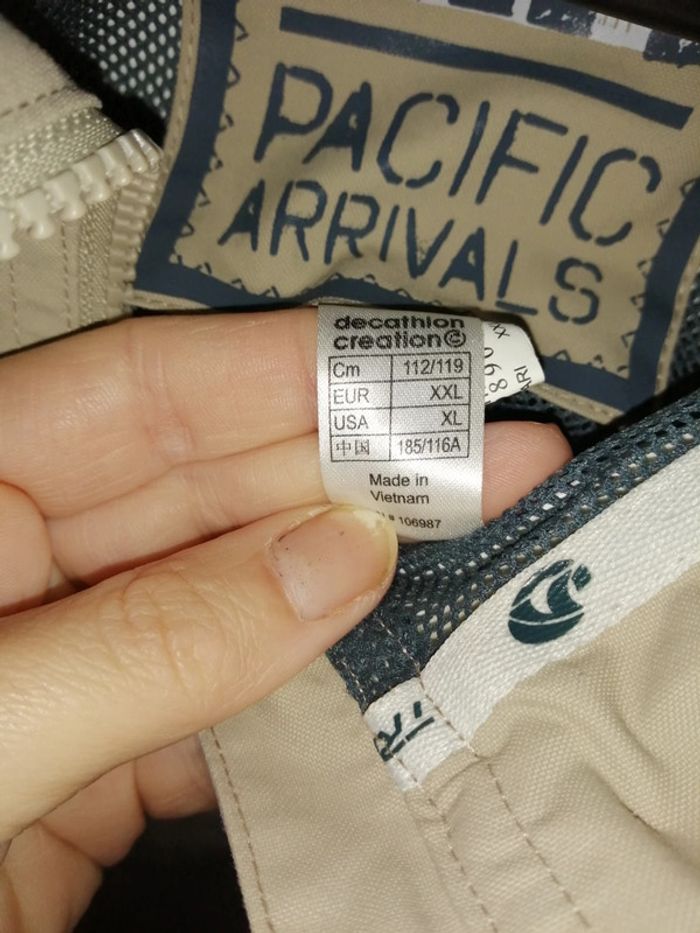 PACIFIC
ARRIVALS
decathlon
creation©
Cm 112/119
EUR XXL
USA XL
中国 185/116A
Made in
Vietnam
# 106987
TR